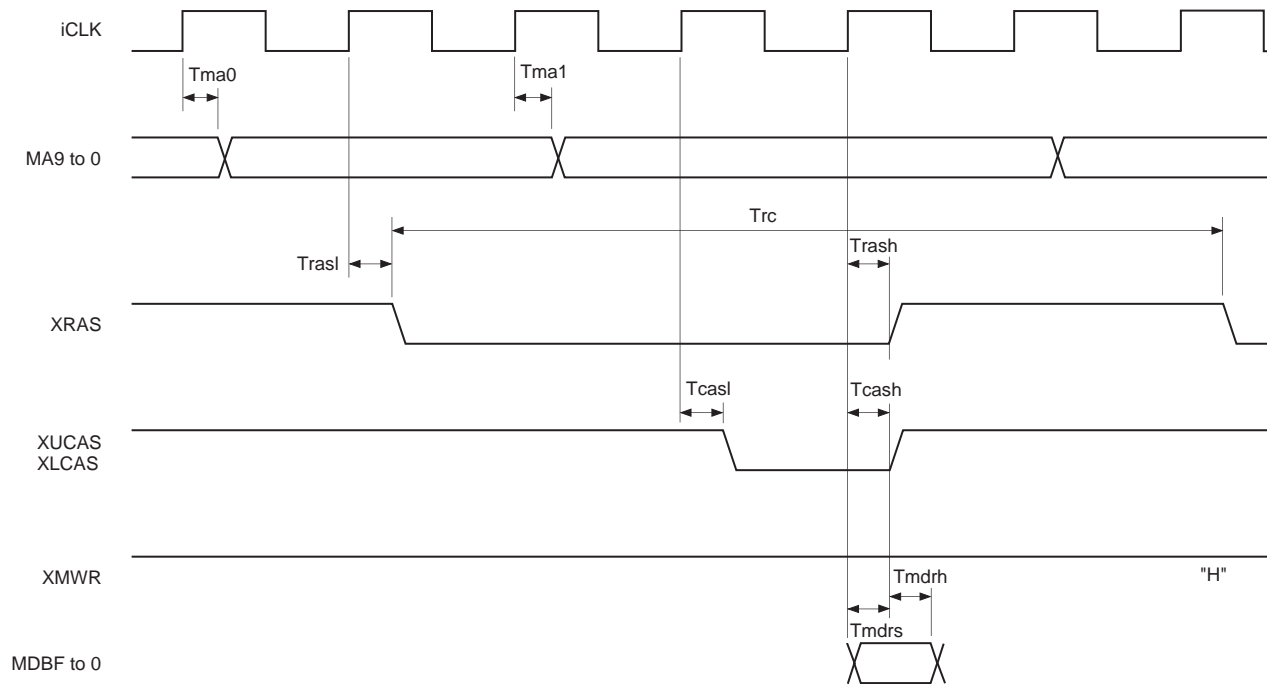 iCLK
Tma0
Tma1
MA9 to 0
Trc
Trasl
Trash
XRAS
Tcasl
Tcash
XUCAS
XLCAS
XMWR
"H"
Tmdrh
Tmdrs
MDBF to 0